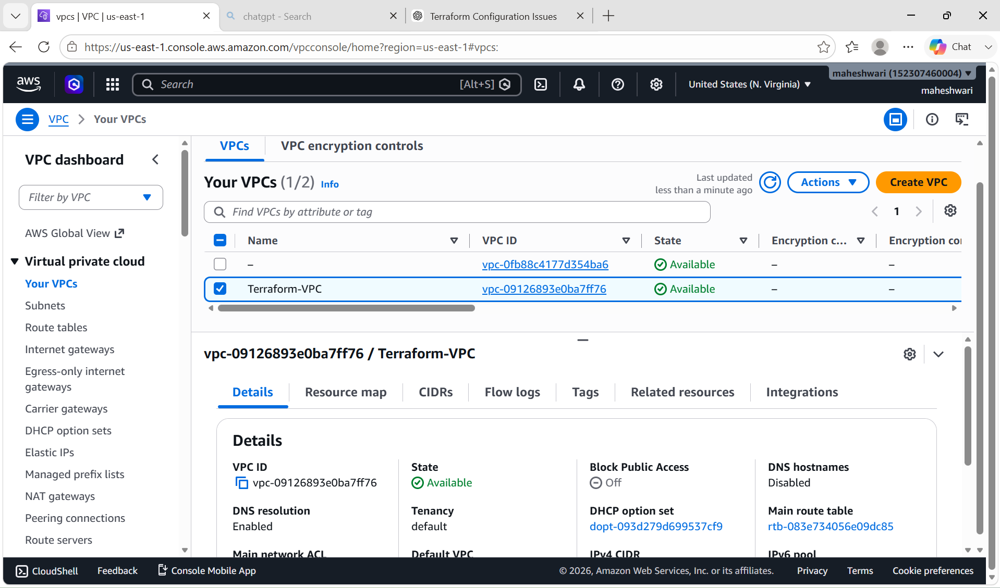 vpcs | VPC | us-east-1
chatgpt - Search
Terraform Configuration Issues
https://us-east-1.console.aws.amazon.com/vpcconsole/home?region=us-east-1#vpcs:
Chat
aws
Search
[Alt+S]
United States (N. Virginia)
maheshwari (152307460004)
maheshwari
VPC
Your VPCs
VPC dashboard
Filter by VPC
AWS Global View
Virtual private cloud
Your VPCs
Subnets
Route tables
Internet gateways
Egress-only internet
gateways
Carrier gateways
DHCP option sets
Elastic IPs
Managed prefix lists
NAT gateways
Peering connections
Route servers
VPCs
VPC encryption controls
Your VPCs (1/2) Info
Last updated
less than a minute ago
Actions
Create VPC
Find VPCs by attribute or tag
1
Name
VPC ID
State
Encryption c...
Encryption con
–
vpc-0fb88c4177d354ba6
Available
–
–
Terraform-VPC
vpc-09126893e0ba7ff76
Available
–
–
vpc-09126893e0ba7ff76 / Terraform-VPC
Details
Resource map
CIDRs
Flow logs
Tags
Related resources
Integrations
Details
VPC ID
vpc-09126893e0ba7ff76
State
Available
Block Public Access
Off
DNS hostnames
Disabled
DNS resolution
Enabled
Tenancy
default
DHCP option set
dopt-093d279d699537cf9
Main route table
rtb-083e734056e09dc85
Main network ACL
Default VPC
IPv4 CIDR
IPv6 pool
CloudShell
Feedback
Console Mobile App
© 2026, Amazon Web Services, Inc. or its affiliates.
Privacy
Terms
Cookie preferences